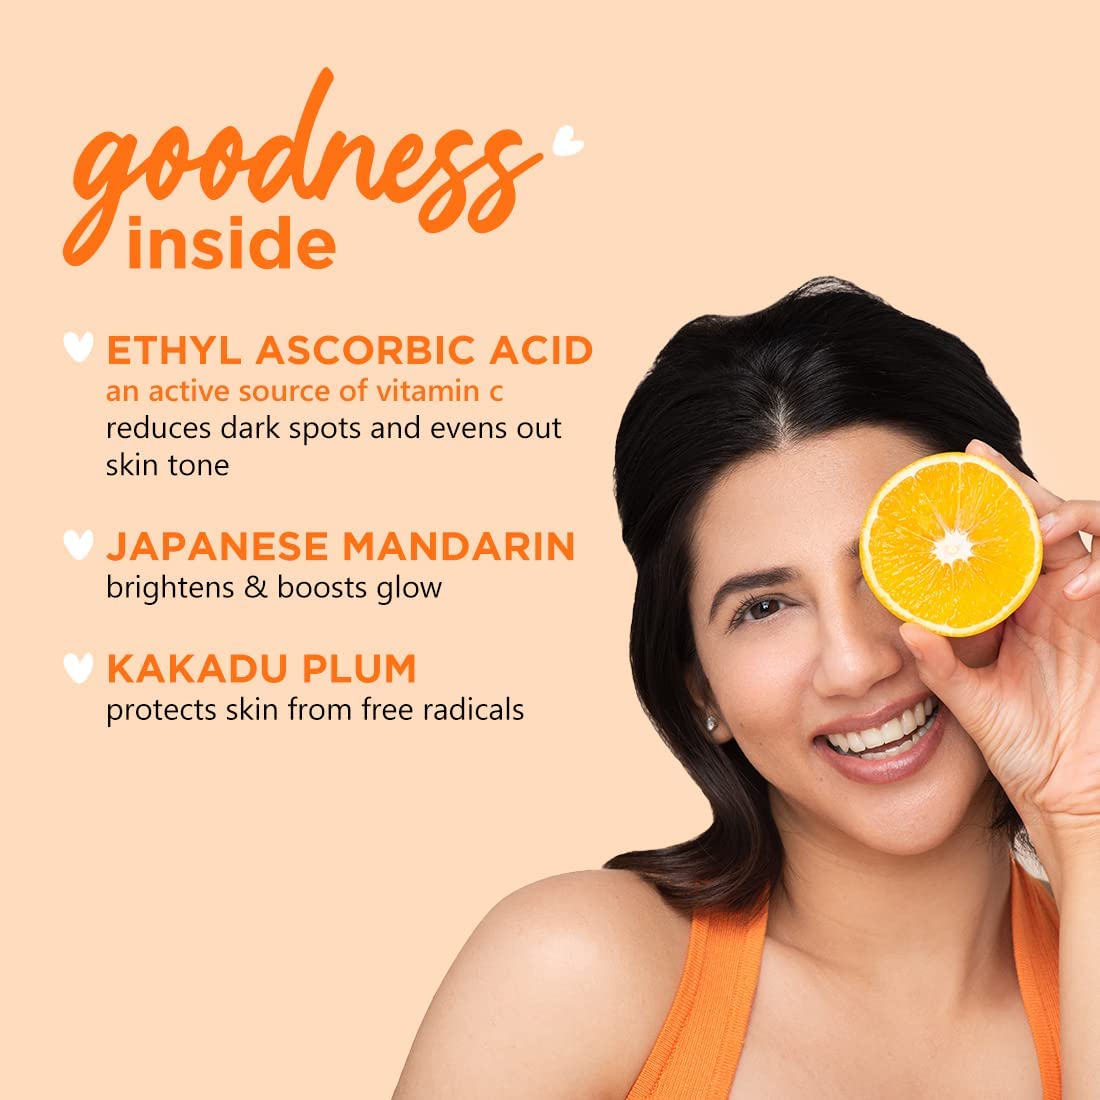 goodness
inside
ETHYL ASCORBIC ACID
an active source of vitamin c
reduces dark spots and evens out
skin tone
JAPANESE MANDARIN
brightens & boosts glow
KAKADU PLUM
protects skin from free radicals